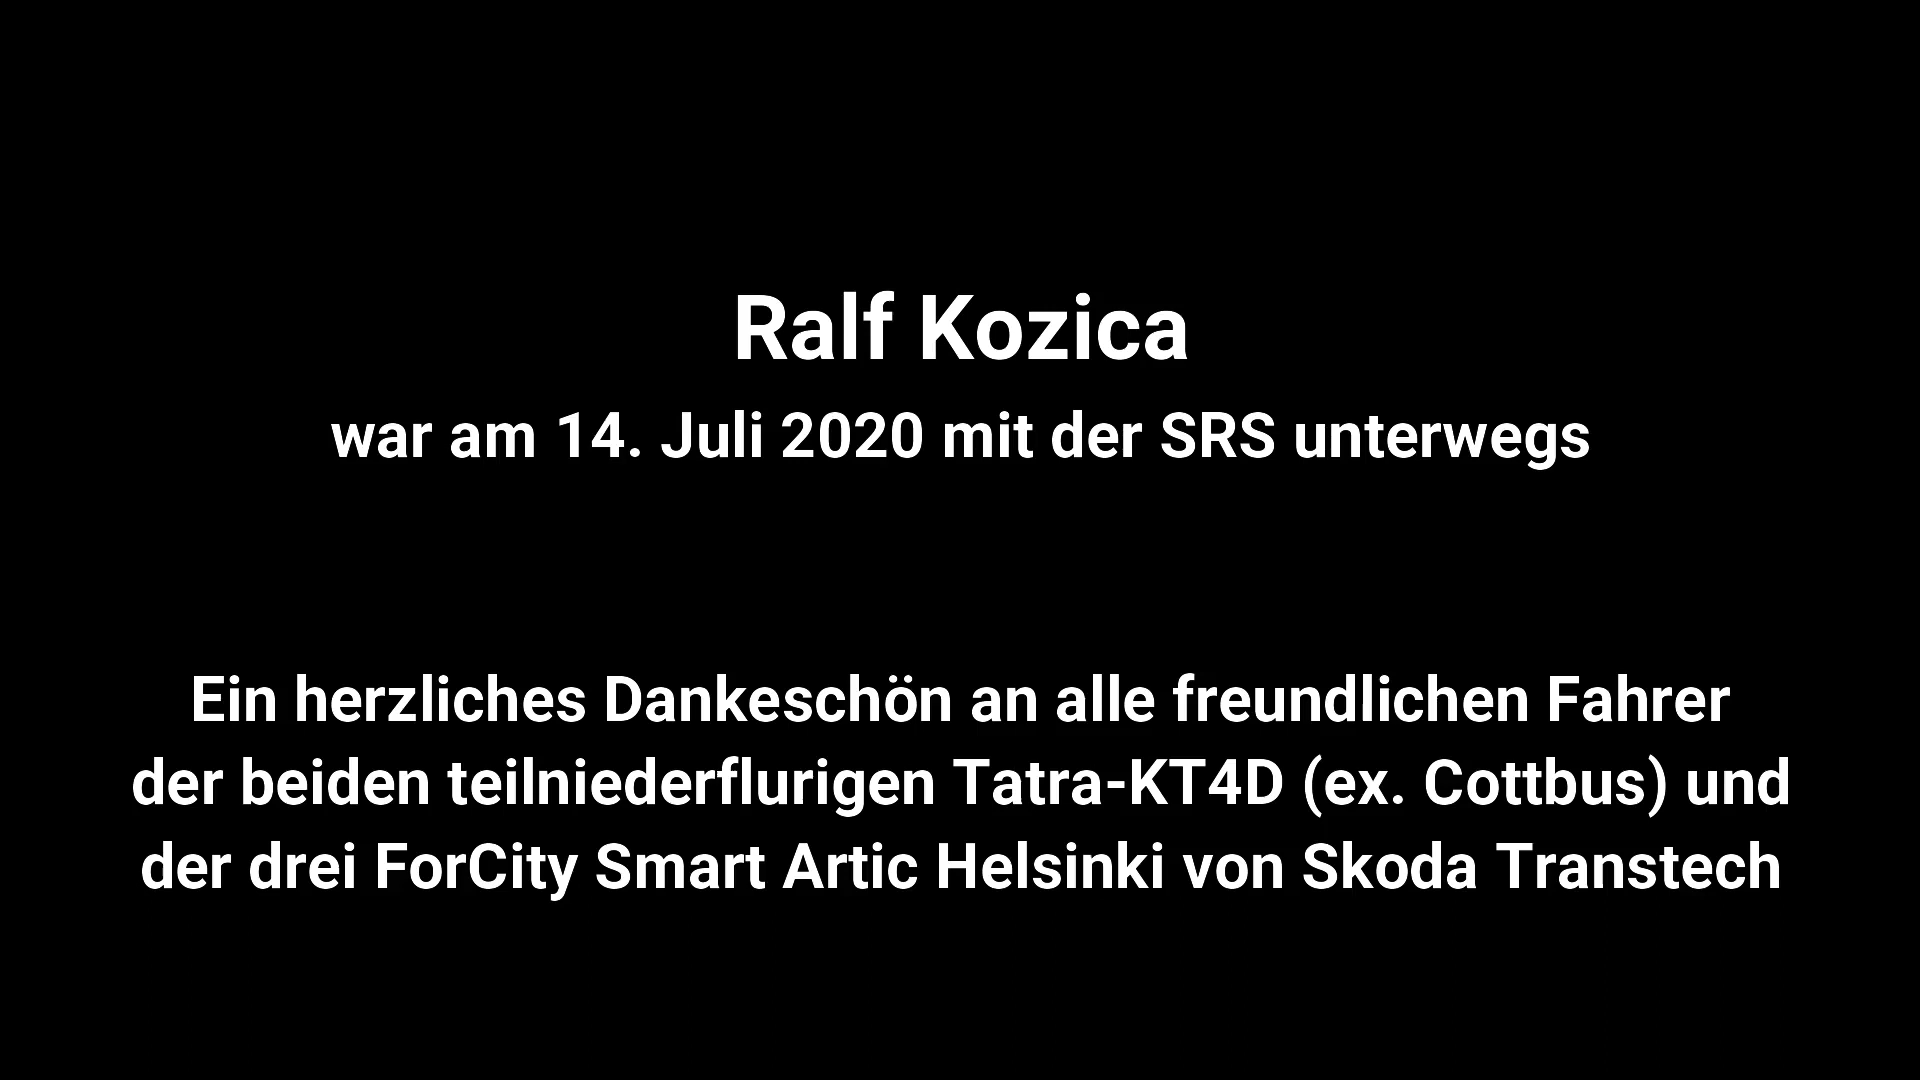 Ralf Kozica
war am 14. Juli 2020 mit der SRS unterwegs
Ein herzliches Dankeschön an alle freundlichen Fahrer
der beiden teilniederflurigen Tatra-KT4D (ex. Cottbus) und
der drei ForCity Smart Artic Helsinki von Skoda Transtech